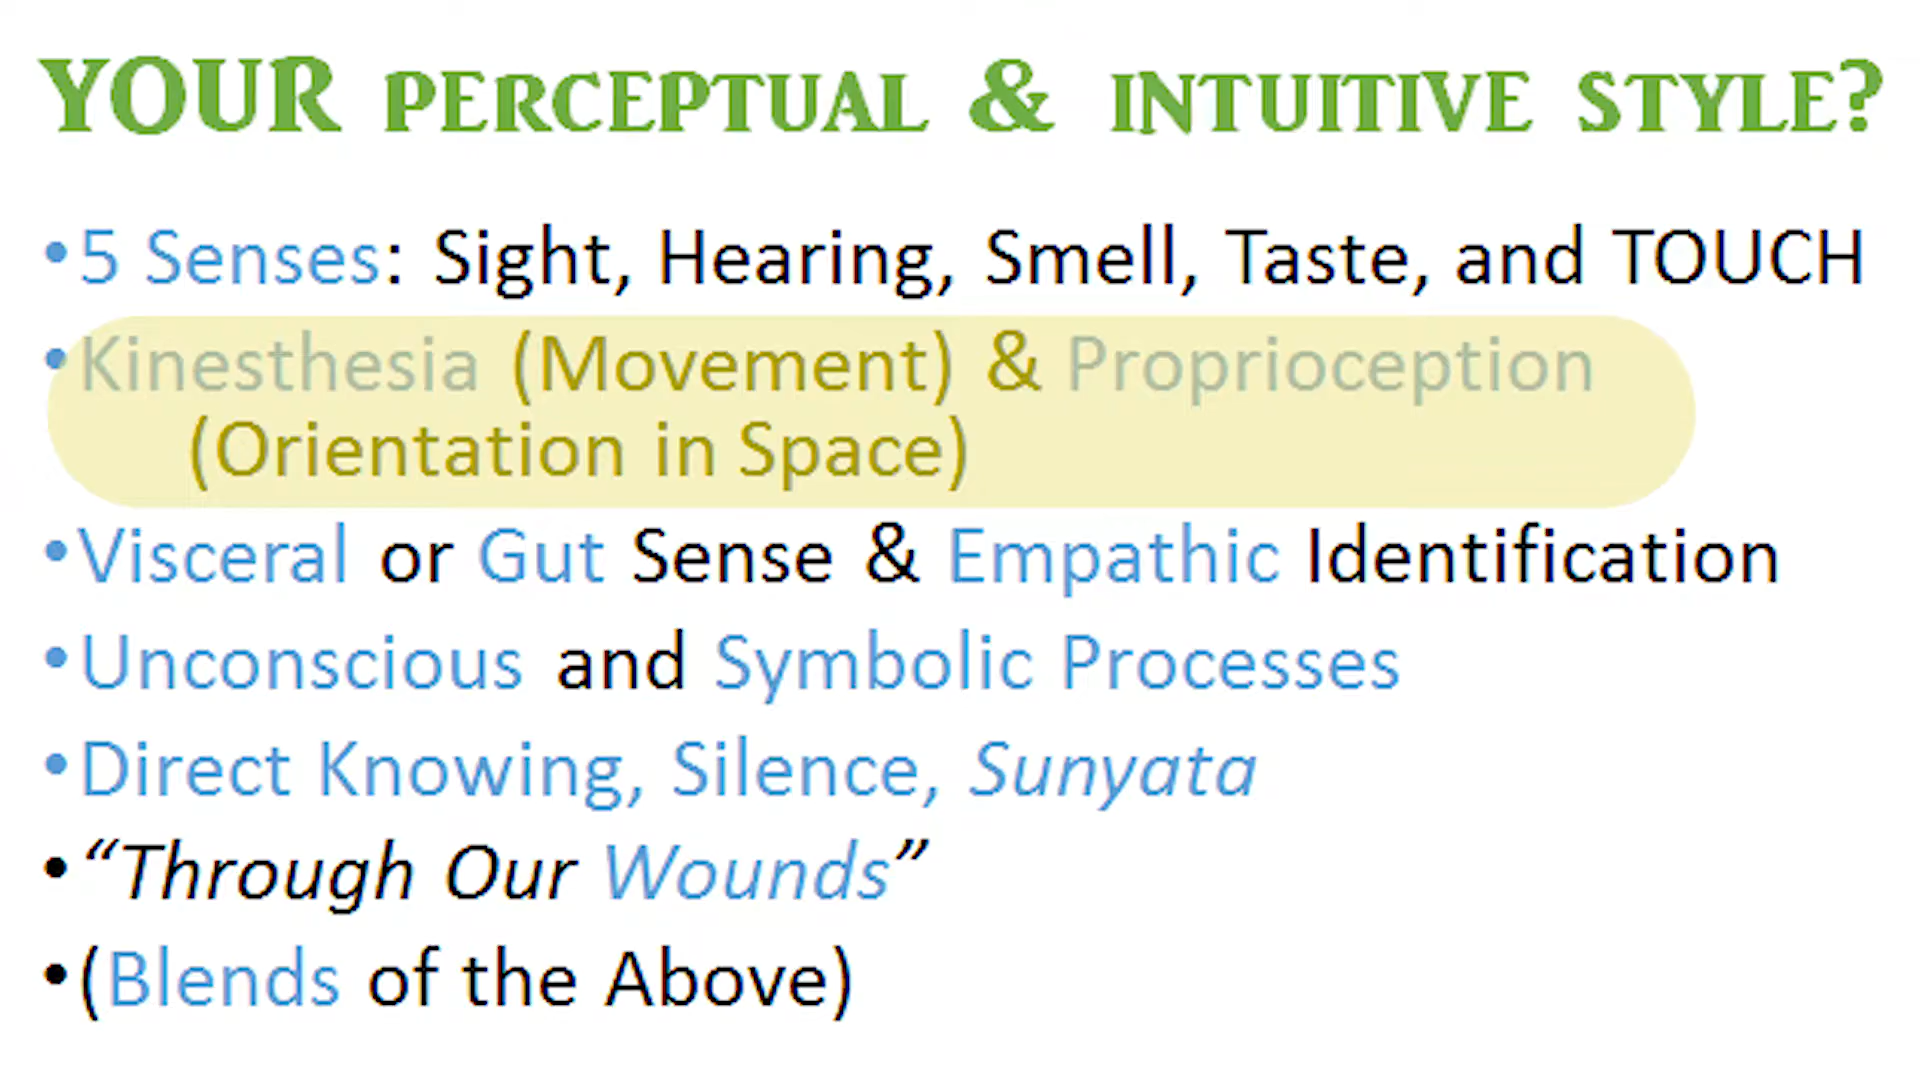 YOUR PERCEPTUAL & INTUITIVE STYLE?
•5 Senses: Sight, Hearing, Smell, Taste, and TOUCH
•Kinesthesia (Movement) & Proprioception
(Orientation in Space)
•Visceral or Gut Sense & Empathic Identification
•Unconscious and Symbolic Processes
•Direct Knowing, Silence, Sunyata
•“Through Our Wounds”
•(Blends of the Above)